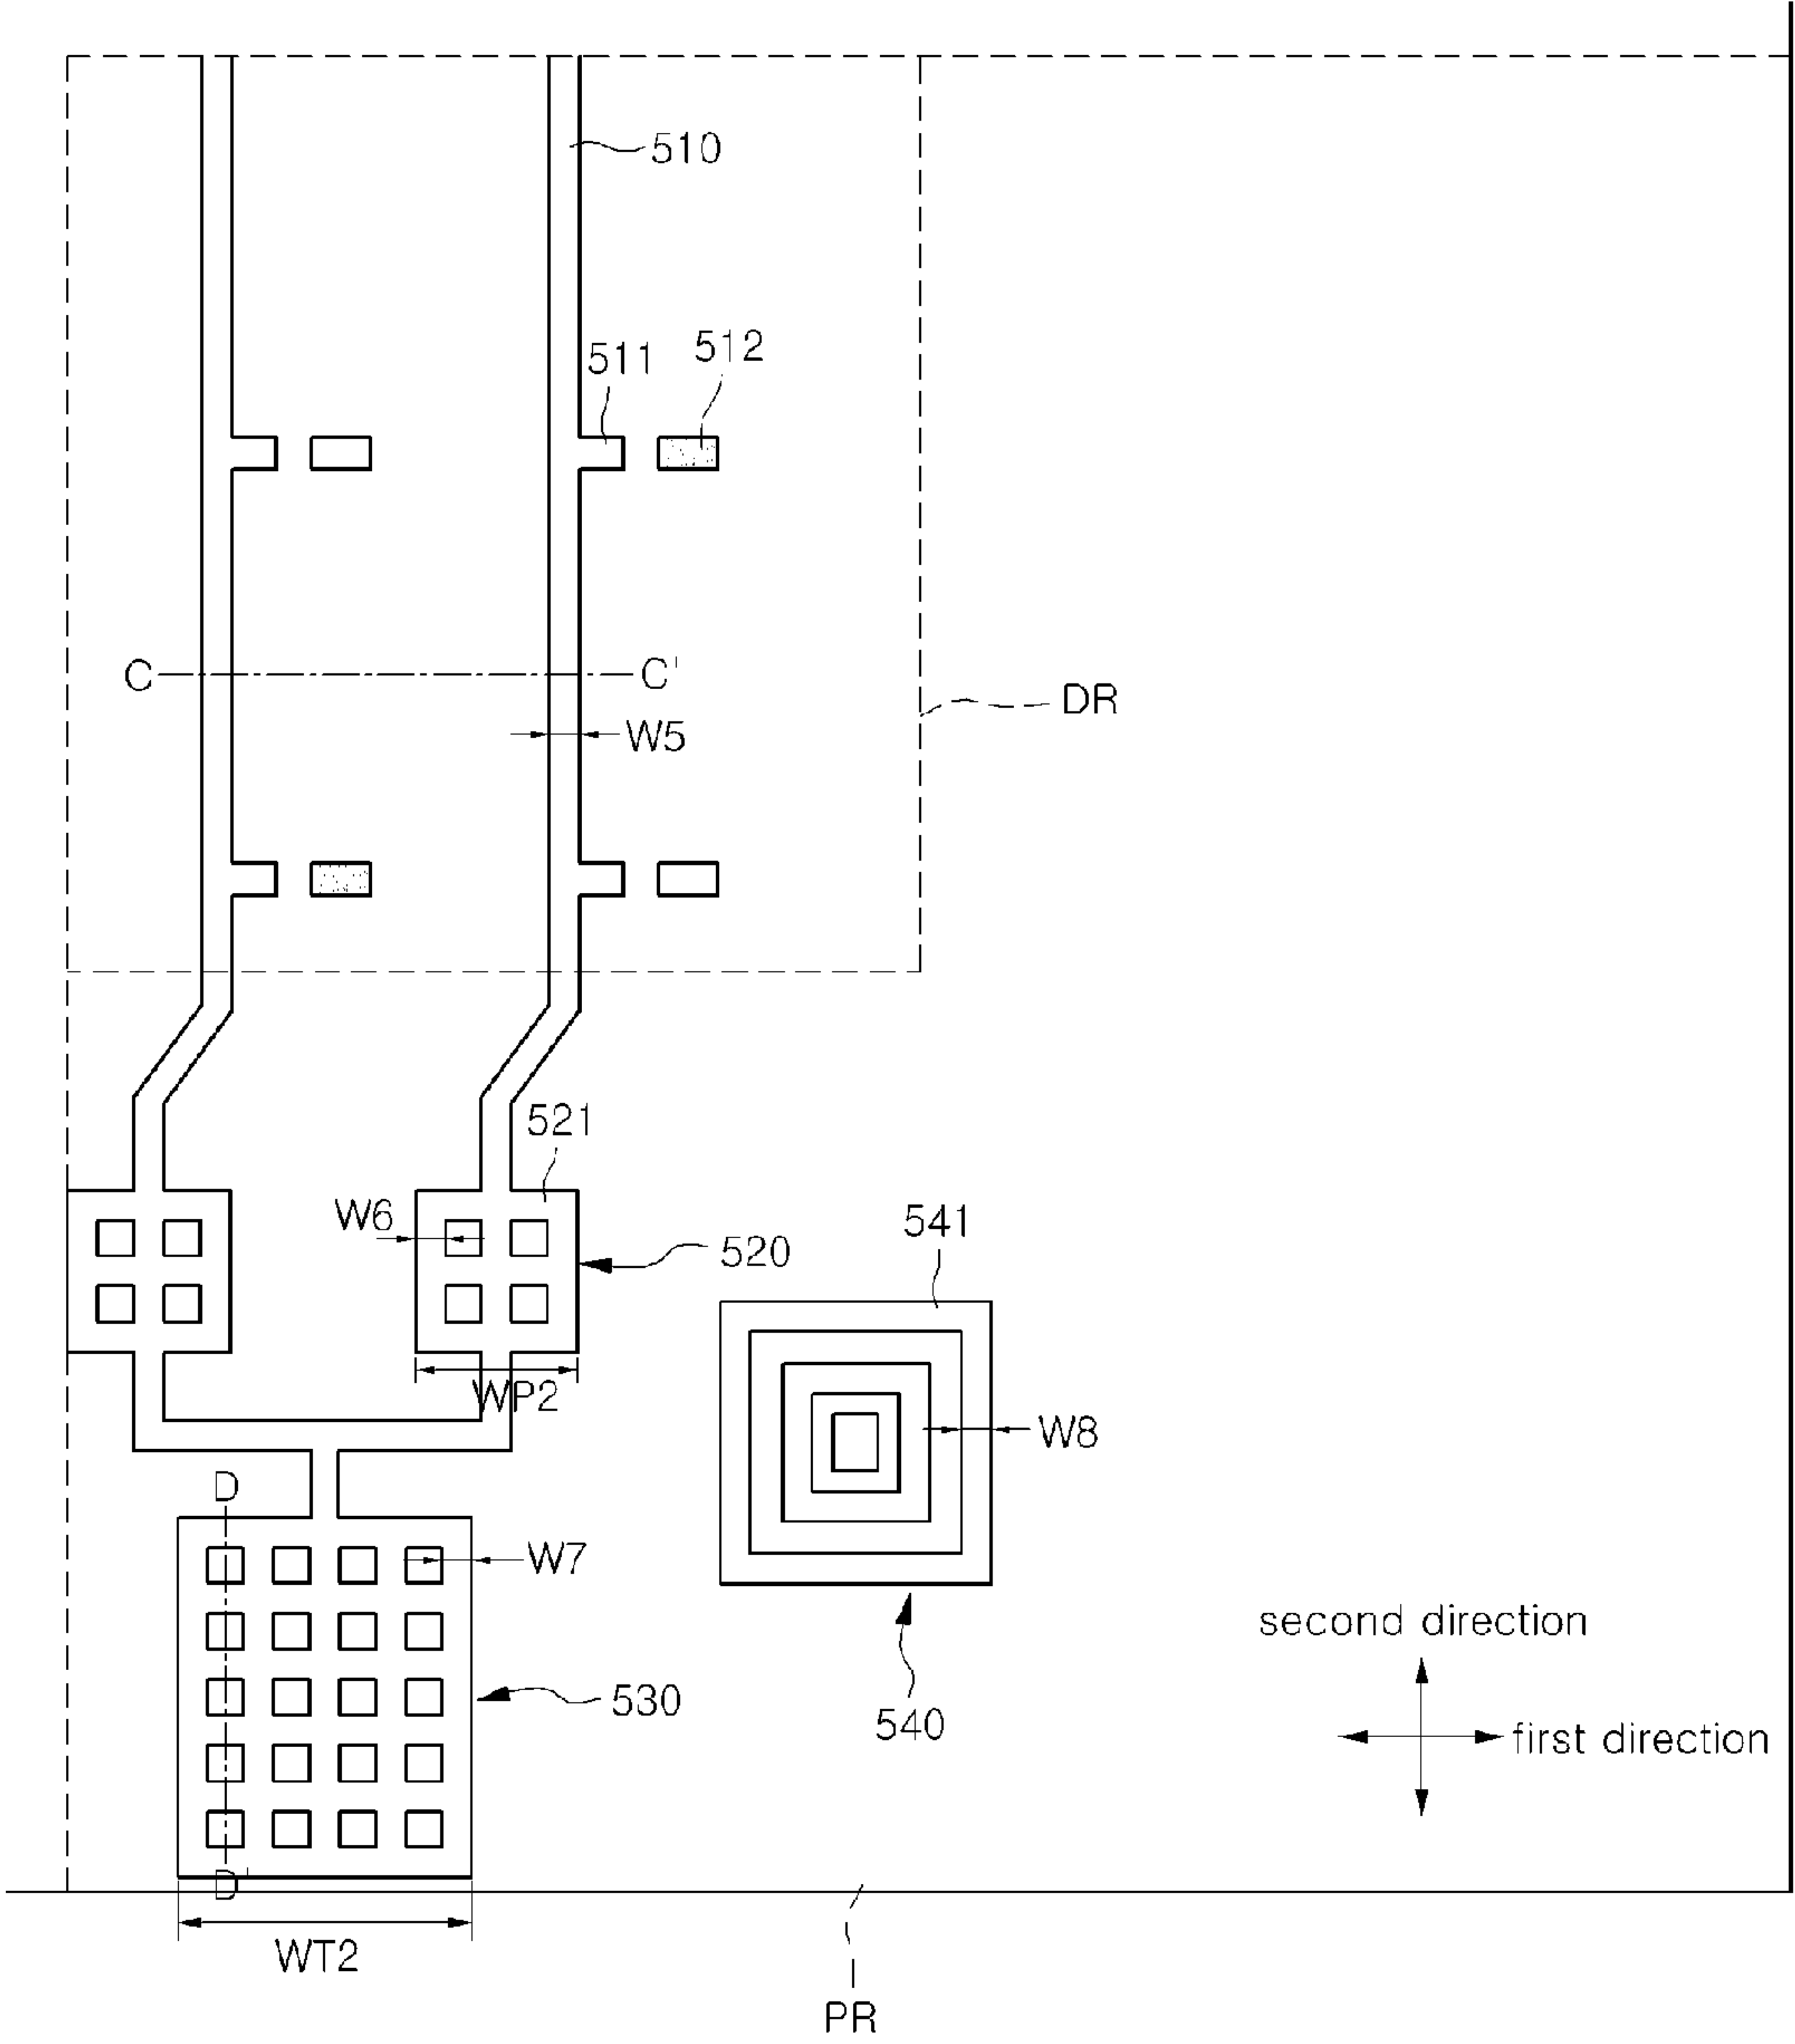 510
511
512
C
C'
DR
W5
521
W6
520
541
WP2
W8
D
W7
530
540
second direction
first direction
D'
WT2
PR